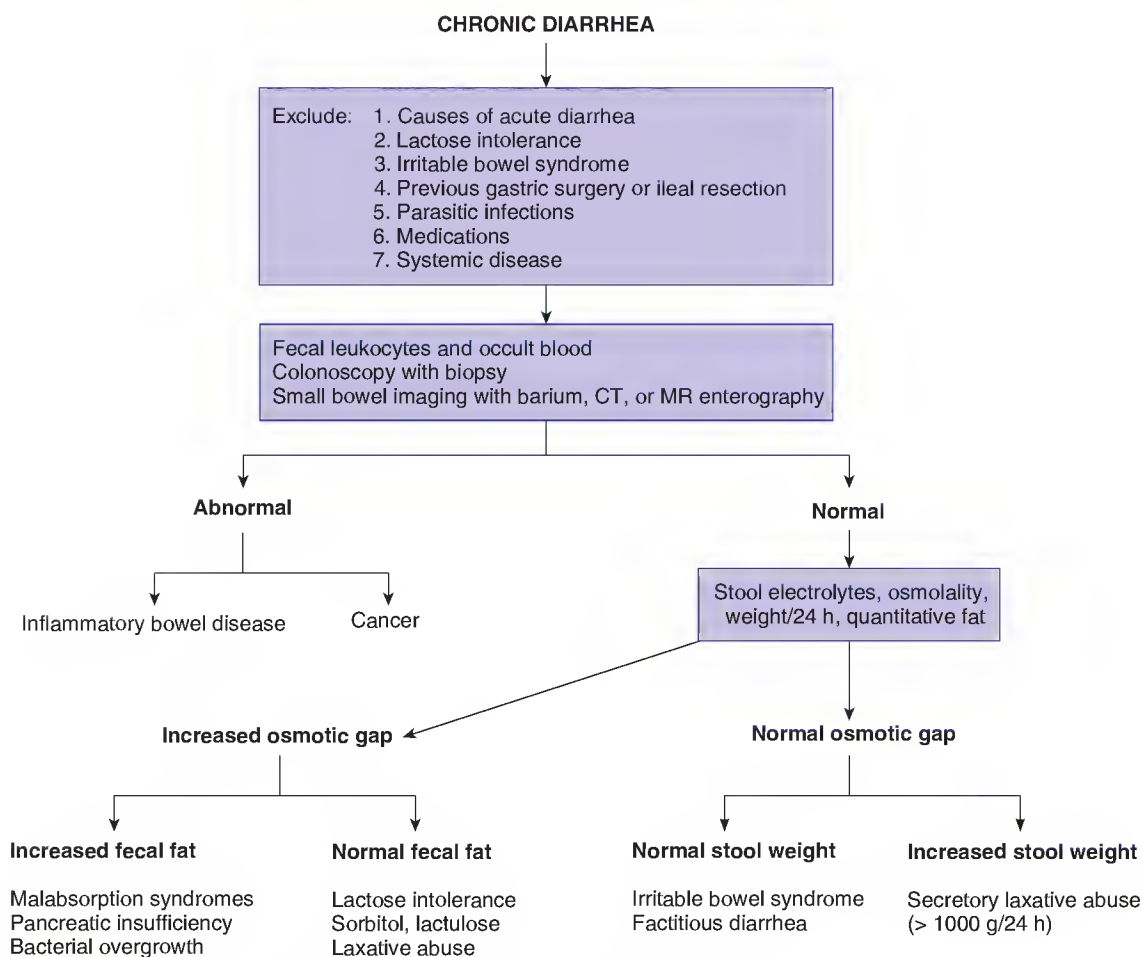 CHRONIC DIARRHEA
Exclude: 1. Causes of acute diarrhea
2. Lactose intolerance
3. Irritable bowel syndrome
4. Previous gastric surgery or ileal resection
5. Parasitic infections
6. Medications
7. Systemic disease
Fecal leukocytes and occult blood
Colonoscopy with biopsy
Small bowel imaging with barium, CT, or MR enterography
Abnormal
Normal
Inflammatory bowel disease
Cancer
Stool electrolytes, osmolality,
weight/24 h, quantitative fat
Increased osmotic gap
Normal osmotic gap
Increased fecal fat
Malabsorption syndromes
Pancreatic insufficiency
Bacterial overgrowth
Normal fecal fat
Lactose intolerance
Sorbitol, lactulose
Laxative abuse
Normal stool weight
Irritable bowel syndrome
Factitious diarrhea
Increased stool weight
Secretory laxative abuse
(> 1000 g/24 h)